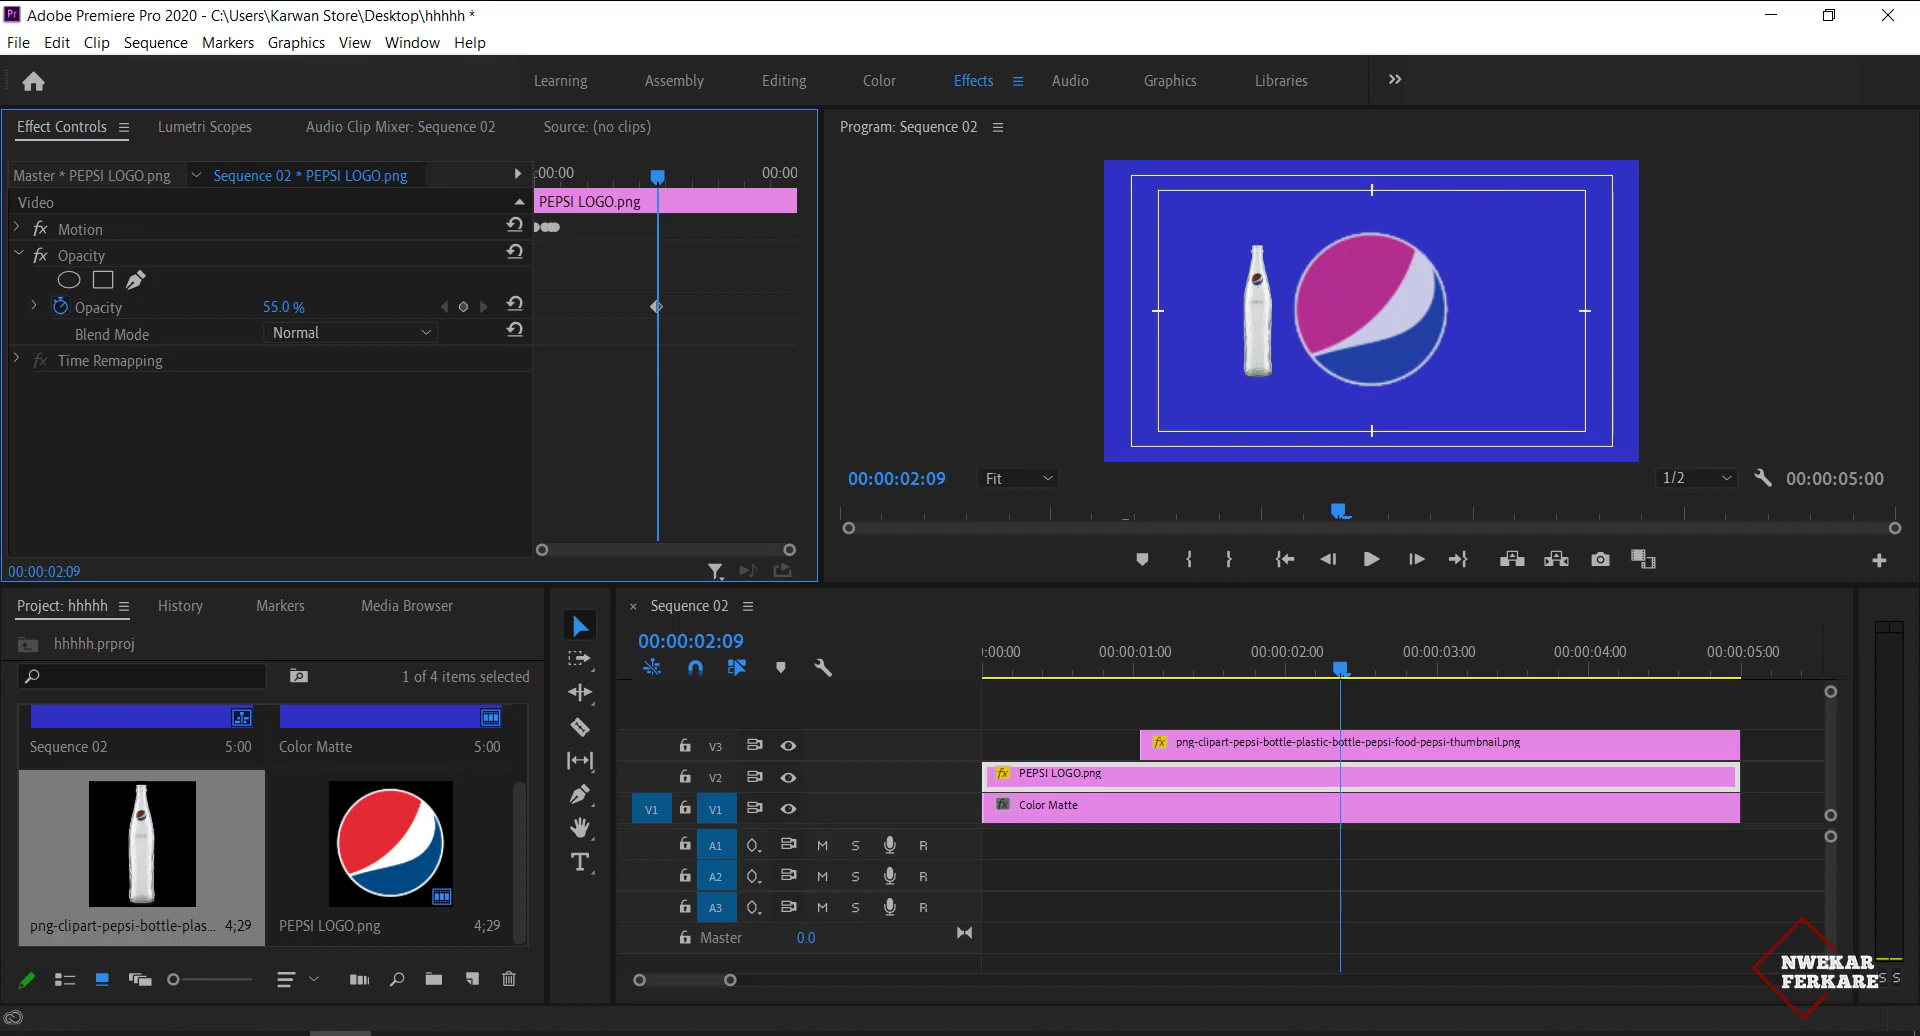 Adobe Premiere Pro 2020 - C:\Users\Karwan Store\Desktop\hhhhh *
File Edit Clip Sequence Markers Graphics View Window Help
Learning Assembly Editing Color Effects Audio Graphics Libraries
Effect Controls Lumetri Scopes Audio Clip Mixer: Sequence 02 Source: (no clips)
Master * PEPSI LOGO.png Sequence 02 * PEPSI LOGO.png
:00:00 00:00
Video
PEPSI LOGO.png
fx Motion
fx Opacity
Opacity 55.0 %
Blend Mode Normal
fx Time Remapping
00:00:02:09
Program: Sequence 02
00:00:02:09 Fit 1/2 00:00:05:00
Project: hhhhh History Markers Media Browser
hhhhh.prproj
1 of 4 items selected
Sequence 02 5:00 Color Matte 5:00
png-clipart-pepsi-bottle-plas... 4;29 PEPSI LOGO.png 4;29
Sequence 02
00:00:02:09
:00:00 00:00:01:00 00:00:02:00 00:00:03:00 00:00:04:00 00:00:05:00
V3 fx png-clipart-pepsi-bottle-plastic-bottle-pepsi-food-pepsi-thumbnail.png
V2 fx PEPSI LOGO.png
V1 V1 fx Color Matte
A1 M S R
A2 M S R
A3 M S R
Master 0.0
S S
NWEKAR
FERKARE